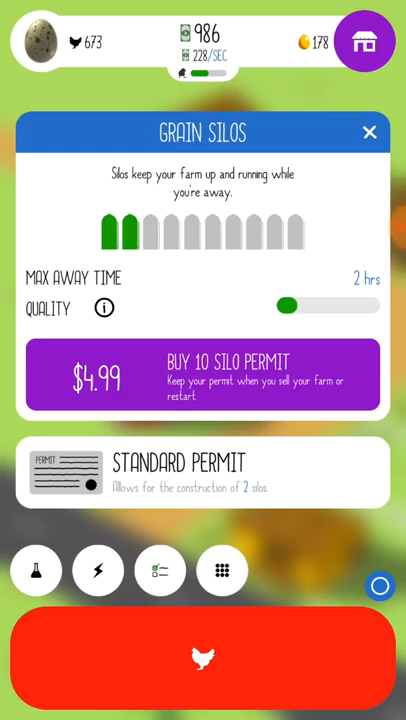 673
986
228/SEC
178
GRAIN SILOS
Silos keep your farm up and running while
you're away.
MAX AWAY TIME
2 hrs
QUALITY
i
$4.99
BUY 10 SILO PERMIT
Keep your permit when you sell your farm or
restart.
PERMIT
STANDARD PERMIT
Allows for the construction of 2 silos.